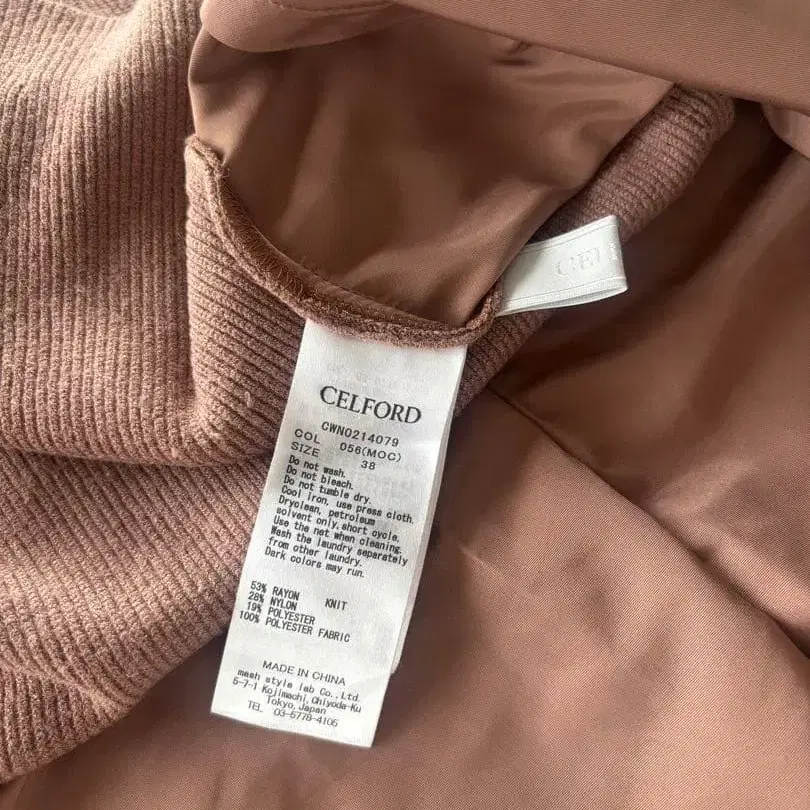 CELFORD
CWNO214079
COL 056(MOC)
SIZE 38
Do not wash.
Do not bleach.
Do not tumble dry.
Cool iron, use press cloth.
Dryclean, petroleum
solvent only, short cycle.
Use the net when cleaning.
Wash the laundry separately
from other laundry.
Dark colors may run.
53% RAYON KNIT
28% NYLON
19% POLYESTER
100% POLYESTER FABRIC
MADE IN CHINA
mash style lab Co., Ltd.
5-7-1 Kojimachi, Chiyoda-Ku
Tokyo, Japan
TEL 03-5778-4106